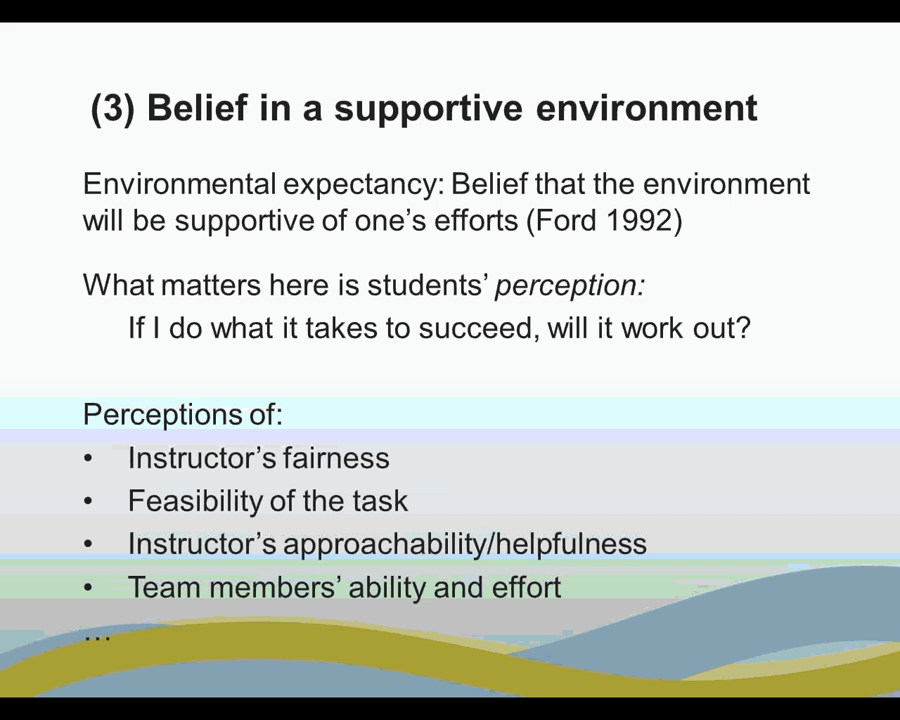 (3) Belief in a supportive environment
Environmental expectancy: Belief that the environment
will be supportive of one’s efforts (Ford 1992)
What matters here is students’ perception:
If I do what it takes to succeed, will it work out?
Perceptions of:
• Instructor’s fairness
• Feasibility of the task
• Instructor’s approachability/helpfulness
• Team members’ ability and effort
…